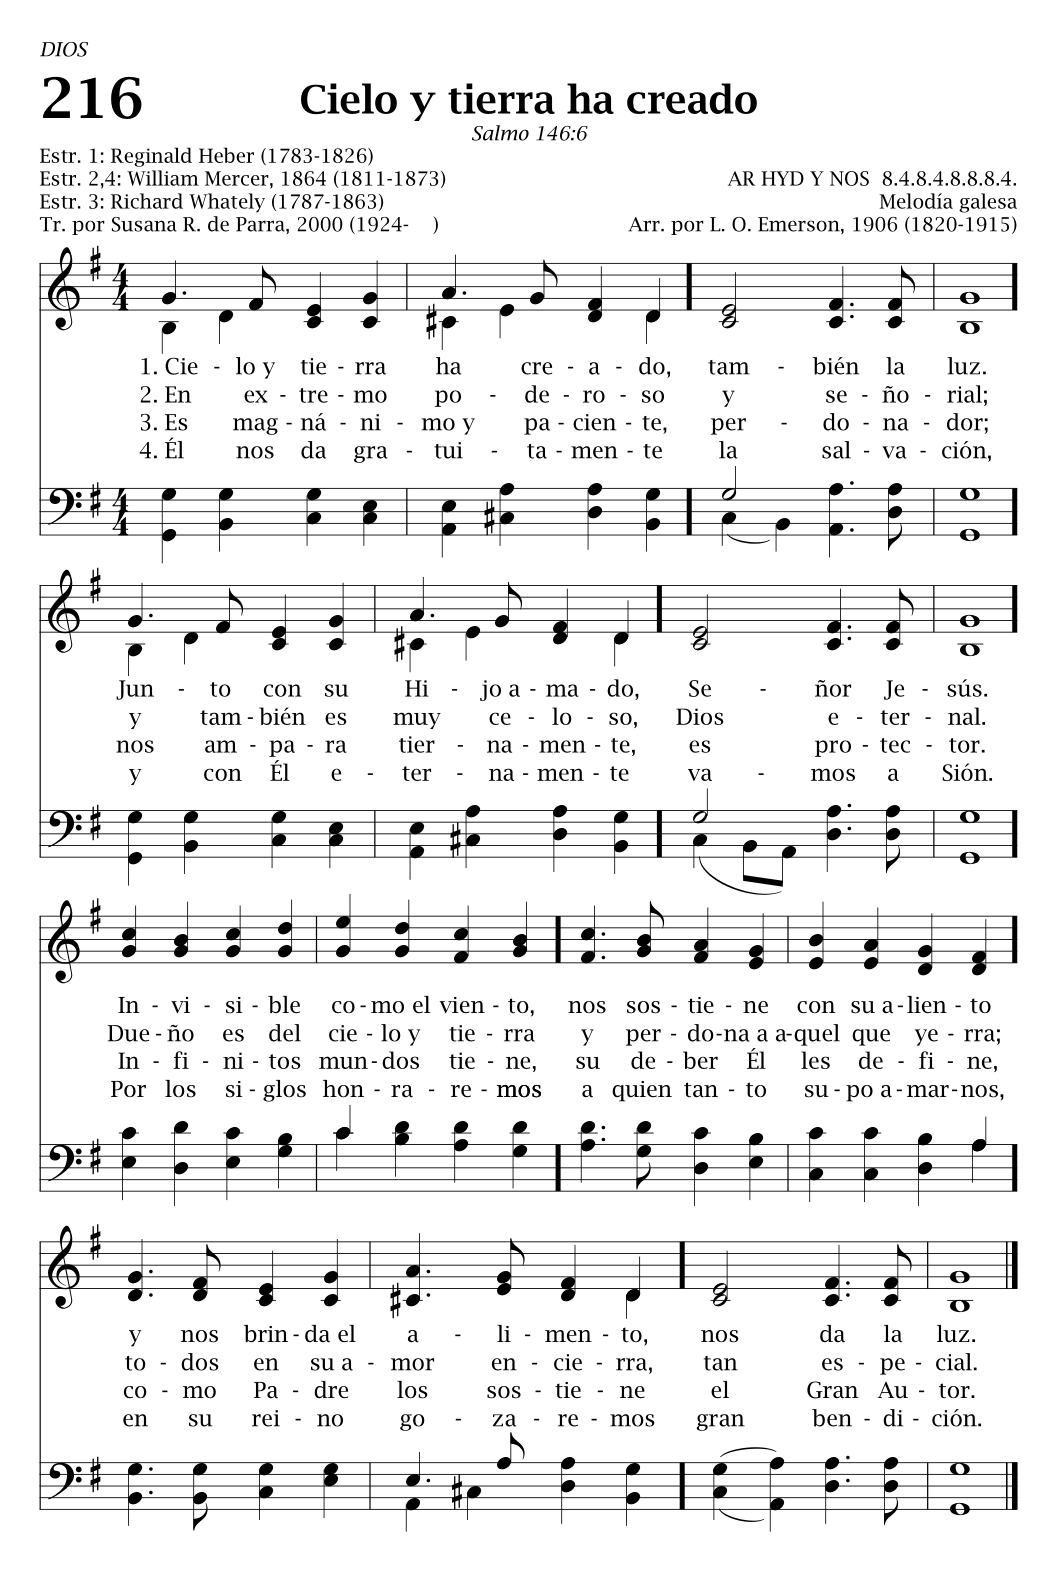 DIOS
216
Cielo y tierra ha creado
Salmo 146:6
Estr. 1: Reginald Heber (1783-1826)
Estr. 2,4: William Mercer, 1864 (1811-1873)
Estr. 3: Richard Whately (1787-1863)
Tr. por Susana R. de Parra, 2000 (1924-    )
AR HYD Y NOS  8.4.8.4.8.8.8.4.
Melodía galesa
Arr. por L. O. Emerson, 1906 (1820-1915)
4 4
1. Cie - lo y tie - rra ha cre - a - do, tam - bién la luz.
2. En ex - tre - mo po - de - ro - so y se - ño - rial;
3. Es mag - ná - ni - mo y pa - cien - te, per - do - na - dor;
4. Él nos da gra - tui - ta - men - te la sal - va - ción,
4 4
Jun - to con su Hi - jo a - ma - do, Se - ñor Je - sús.
y tam - bién es muy ce - lo - so, Dios e - ter - nal.
nos am - pa - ra tier - na - men - te, es pro - tec - tor.
y con Él e - ter - na - men - te va - mos a Sión.
In - vi - si - ble co - mo el vien - to, nos sos - tie - ne con su a - lien - to
Due - ño es del cie - lo y tie - rra y per - do - na a a - quel que ye - rra;
In - fi - ni - tos mun - dos tie - ne, su de - ber Él les de - fi - ne,
Por los si - glos hon - ra - re - mos a quien tan - to su - po a - mar - nos,
y nos brin - da el a - li - men - to, nos da la luz.
to - dos en su a - mor en - cie - rra, tan es - pe - cial.
co - mo Pa - dre los sos - tie - ne el Gran Au - tor.
en su rei - no go - za - re - mos gran ben - di - ción.